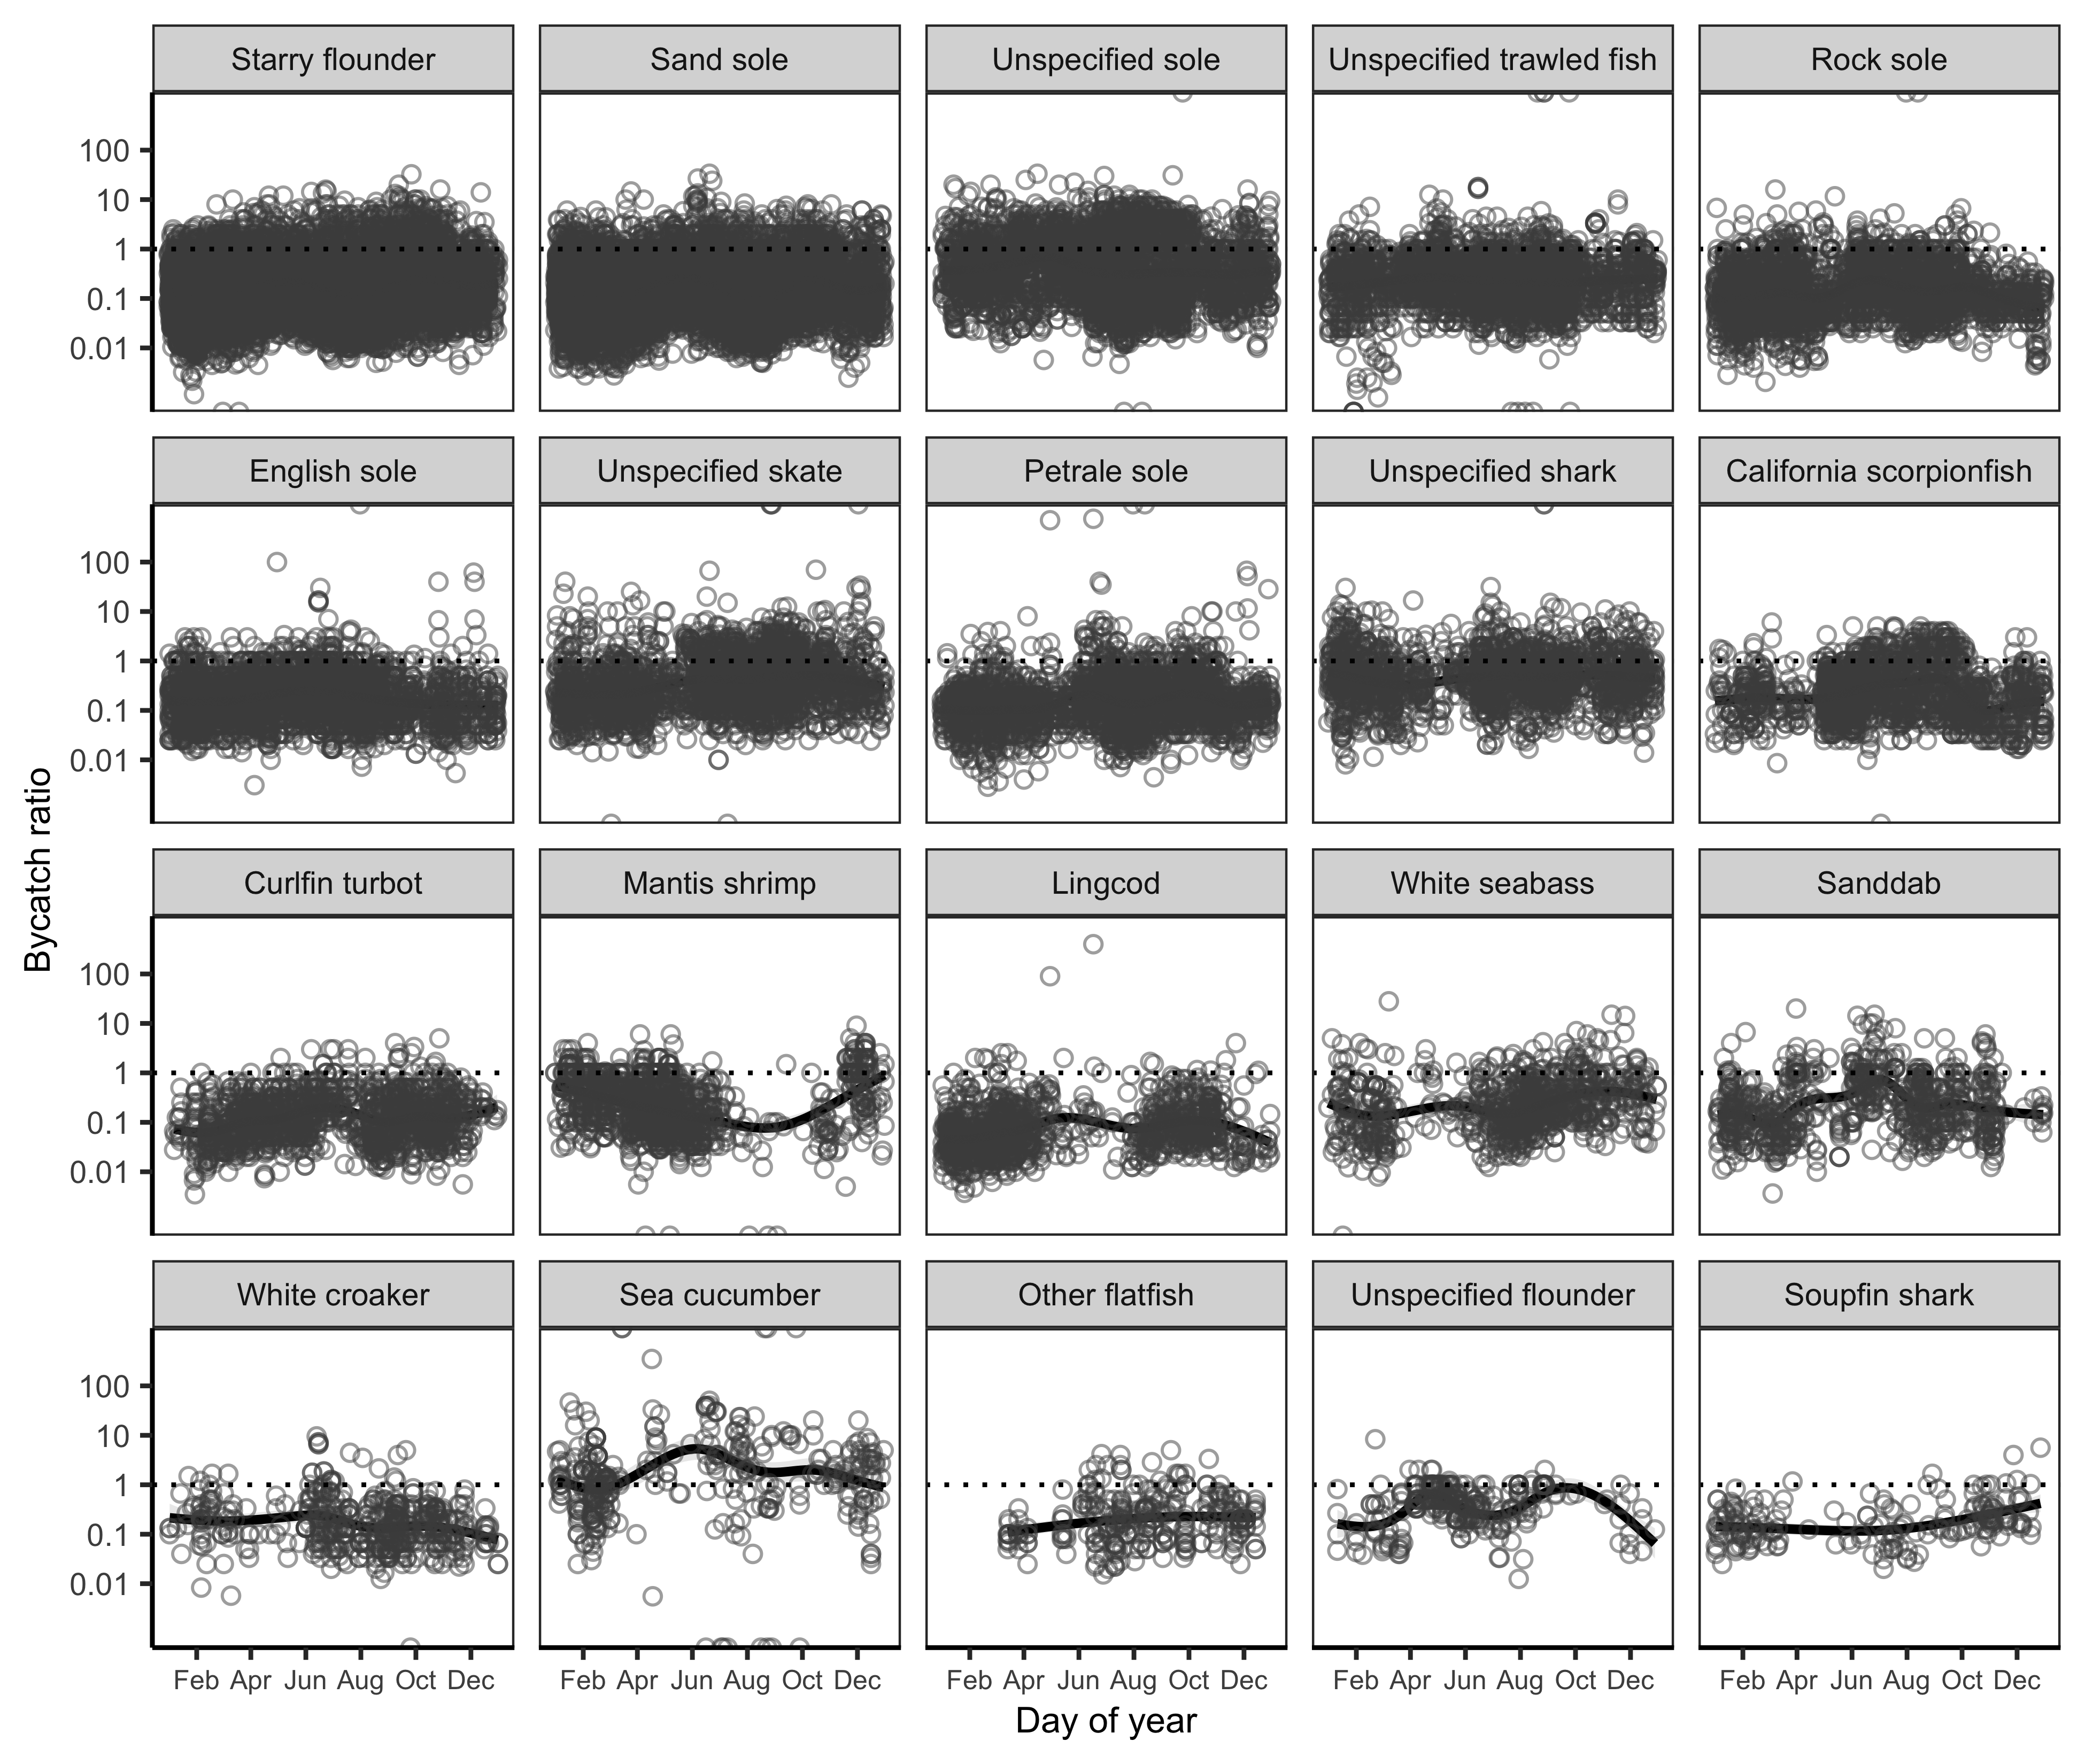 Starry flounder
Sand sole
Unspecified sole
Unspecified trawled fish
Rock sole
100
10
1
0.1
0.01
English sole
Unspecified skate
Petrale sole
Unspecified shark
California scorpionfish
100
10
1
0.1
0.01
Curlfin turbot
Mantis shrimp
Lingcod
White seabass
Sanddab
100
10
1
0.1
0.01
White croaker
Sea cucumber
Other flatfish
Unspecified flounder
Soupfin shark
100
10
1
0.1
0.01
Feb Apr Jun Aug Oct Dec
Feb Apr Jun Aug Oct Dec
Feb Apr Jun Aug Oct Dec
Feb Apr Jun Aug Oct Dec
Feb Apr Jun Aug Oct Dec
Day of year
Bycatch ratio